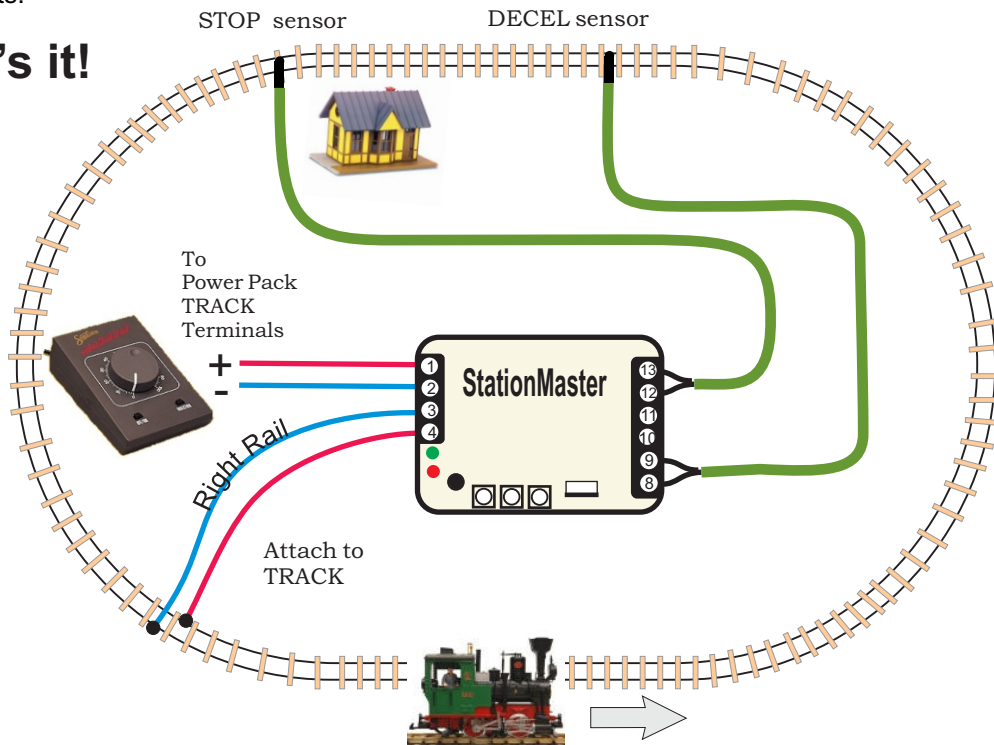 STOP sensor
DECEL sensor
's it!
To
Power Pack
TRACK
Terminals
+
-
1
2
3
4
StationMaster
13
12
11
10
9
8
Right Rail
Attach to
TRACK